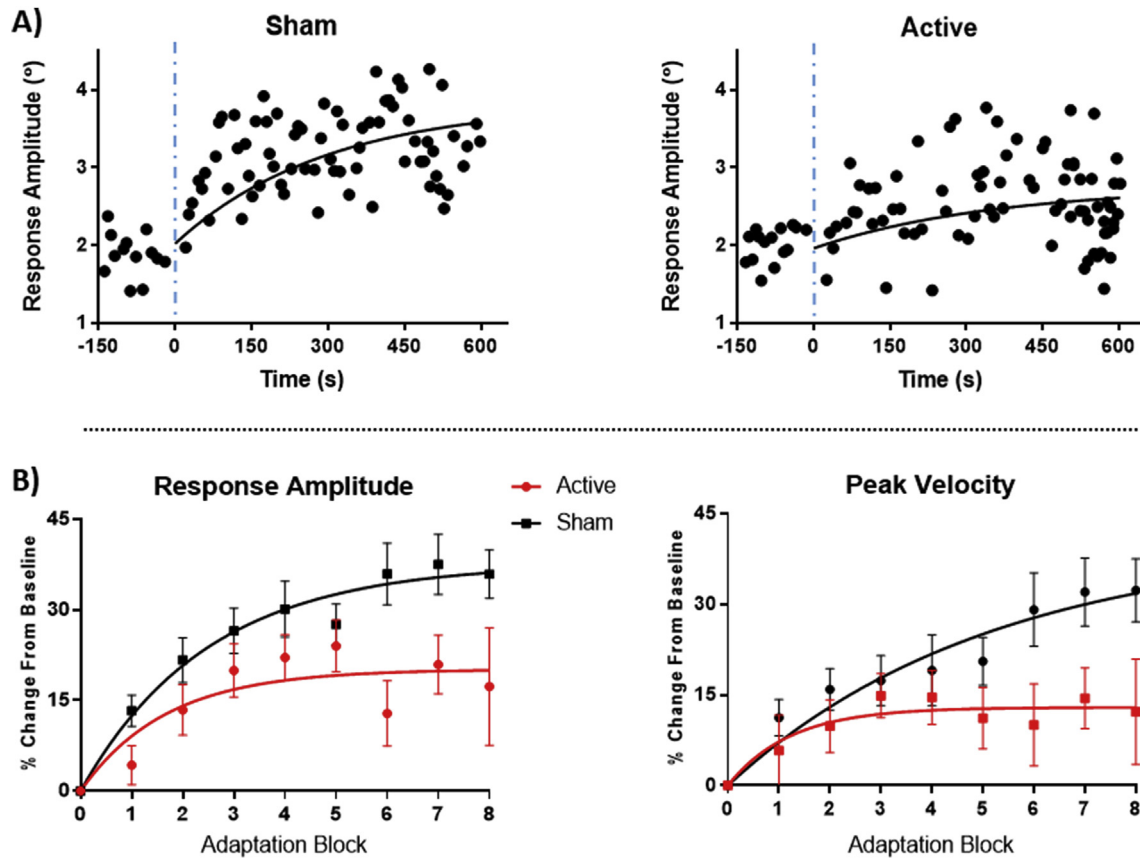 A)
Sham
Active
Response Amplitude (°)
4
3
2
1
-150 0 150 300 450 600
Time (s)
Response Amplitude (°)
4
3
2
1
-150 0 150 300 450 600
Time (s)
B)
Response Amplitude
Active
Sham
Peak Velocity
% Change From Baseline
45
30
15
0
0 1 2 3 4 5 6 7 8
Adaptation Block
% Change From Baseline
45
30
15
0
0 1 2 3 4 5 6 7 8
Adaptation Block